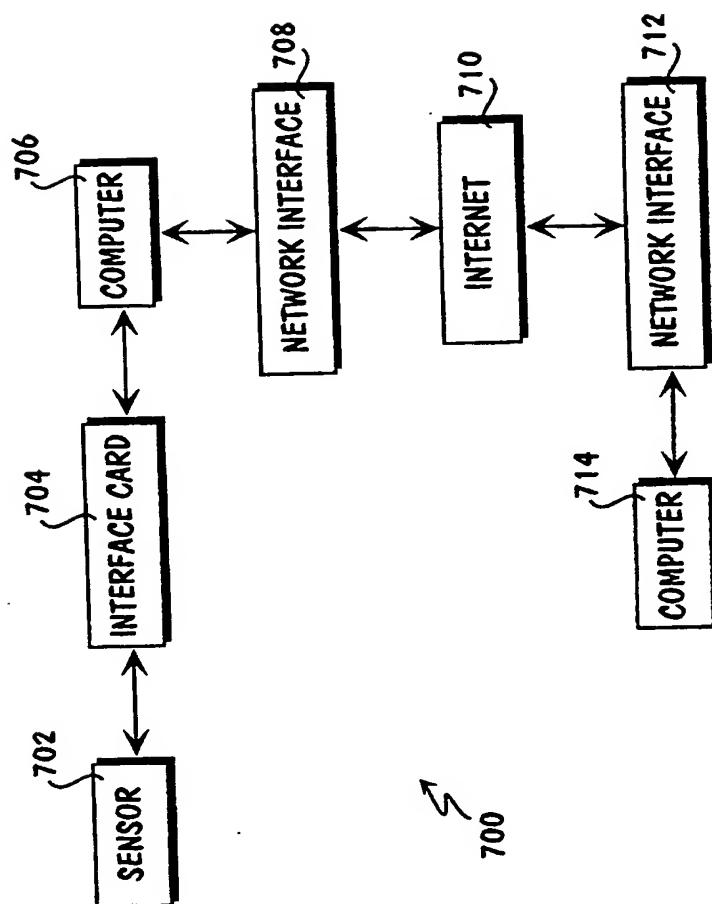 702
SENSOR
704
INTERFACE CARD
706
COMPUTER
708
NETWORK INTERFACE
710
INTERNET
712
NETWORK INTERFACE
714
COMPUTER
700